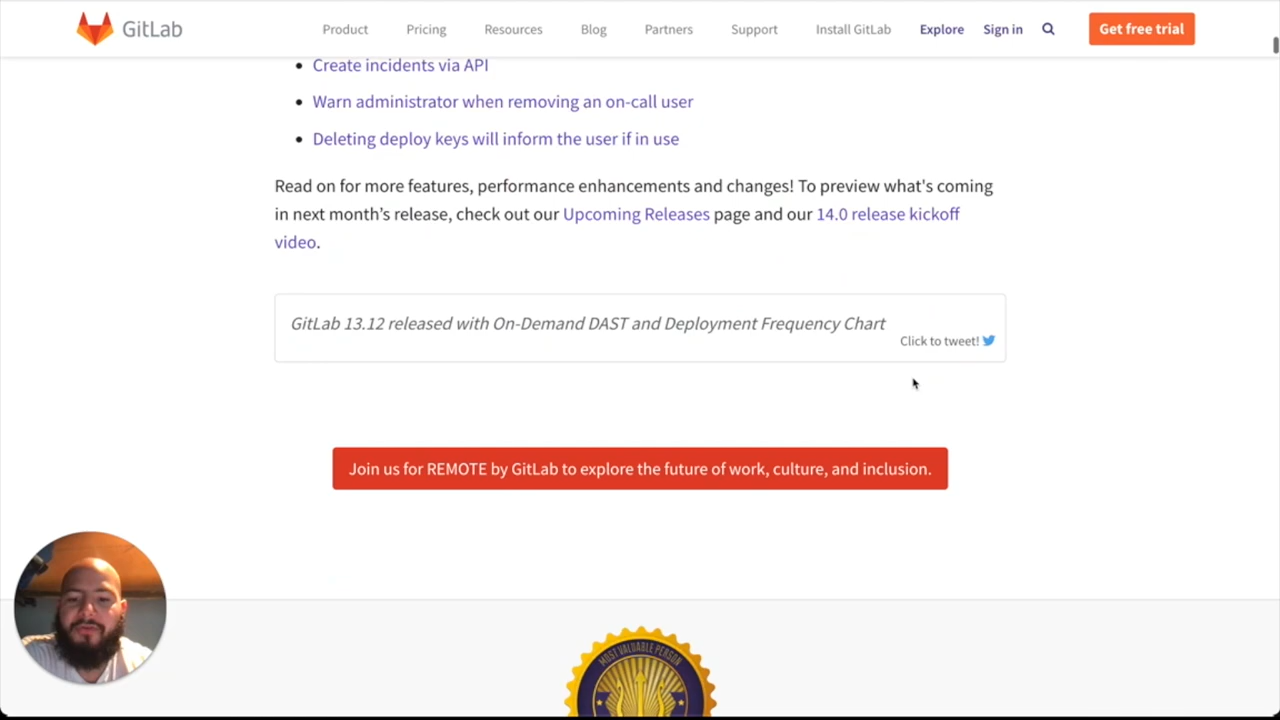 GitLab
Product
Pricing
Resources
Blog
Partners
Support
Install GitLab
Explore
Sign in
Get free trial
Create incidents via API
Warn administrator when removing an on-call user
Deleting deploy keys will inform the user if in use
Read on for more features, performance enhancements and changes! To preview what's coming
in next month’s release, check out our Upcoming Releases page and our 14.0 release kickoff
video.
GitLab 13.12 released with On-Demand DAST and Deployment Frequency Chart
Click to tweet!
Join us for REMOTE by GitLab to explore the future of work, culture, and inclusion.
MOST VALUABLE PERSON